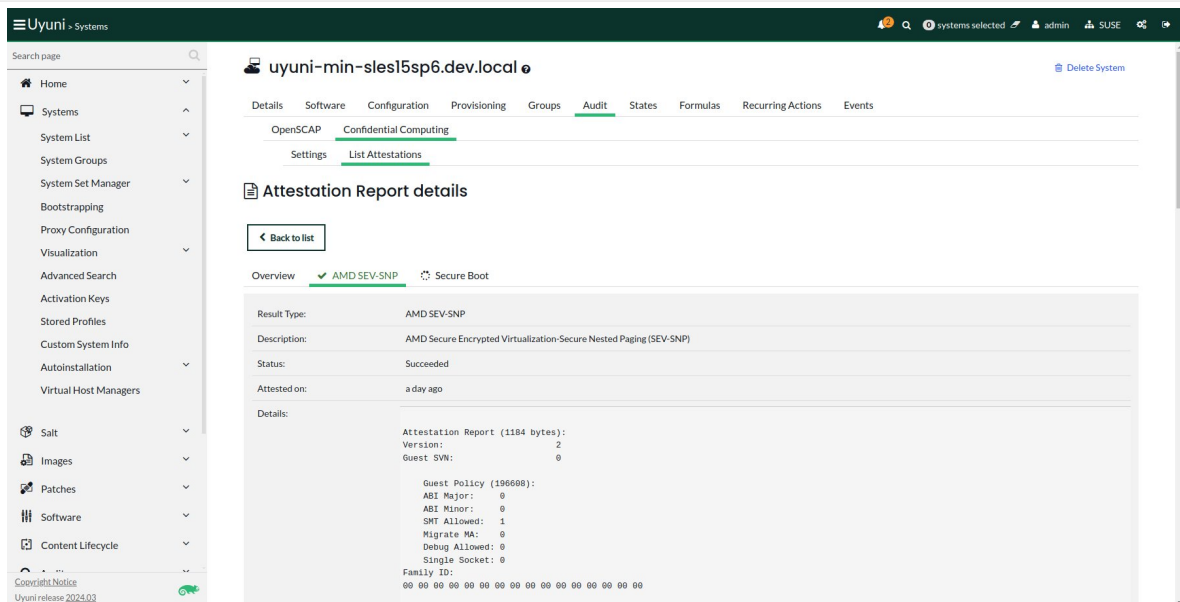 Uyuni > Systems
2
0 systems selected
admin
SUSE
Search page
Home
Systems
System List
System Groups
System Set Manager
Bootstrapping
Proxy Configuration
Visualization
Advanced Search
Activation Keys
Stored Profiles
Custom System Info
Autoinstallation
Virtual Host Managers
Salt
Images
Patches
Software
Content Lifecycle
Copyright Notice
Uyuni release 2024.03
uyuni-min-sles15sp6.dev.local
Delete System
Details Software Configuration Provisioning Groups Audit States Formulas Recurring Actions Events
OpenSCAP Confidential Computing
Settings List Attestations
Attestation Report details
Back to list
Overview AMD SEV-SNP Secure Boot
Result Type: AMD SEV-SNP
Description: AMD Secure Encrypted Virtualization-Secure Nested Paging (SEV-SNP)
Status: Succeeded
Attested on: a day ago
Details:
Attestation Report (1184 bytes):
Version: 2
Guest SVN: 0
Guest Policy (196608):
ABI Major: 0
ABI Minor: 0
SMT Allowed: 1
Migrate MA: 0
Debug Allowed: 0
Single Socket: 0
Family ID:
00 00 00 00 00 00 00 00 00 00 00 00 00 00 00 00